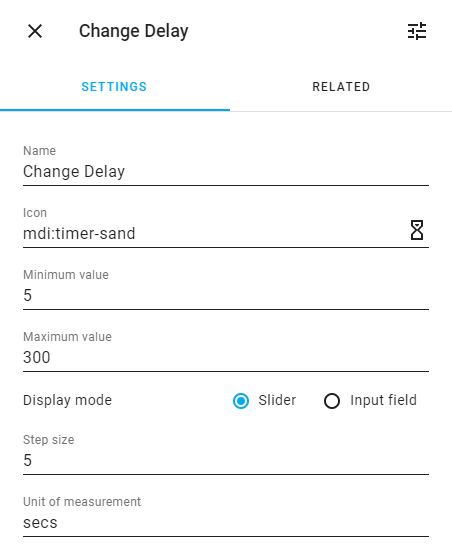 Change Delay
SETTINGS RELATED
Name
Change Delay
Icon
mdi:timer-sand
Minimum value
5
Maximum value
300
Display mode Slider Input field
Step size
5
Unit of measurement
secs